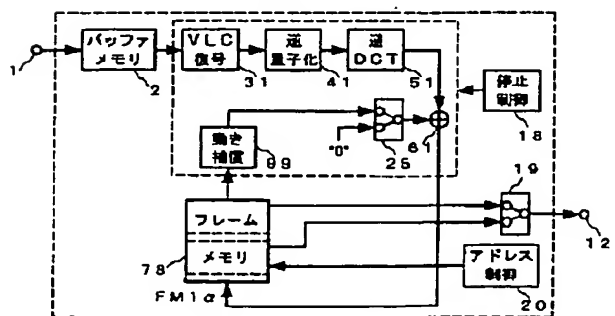 バッファ
メモリ
VLC
復号
逆
量子化
逆
DCT
1
2
31
41
51
停止
制御
18
動き
補償
99
"0"
25
61
19
12
フレーム
メモリ
78
FM1α
アドレス
制御
20